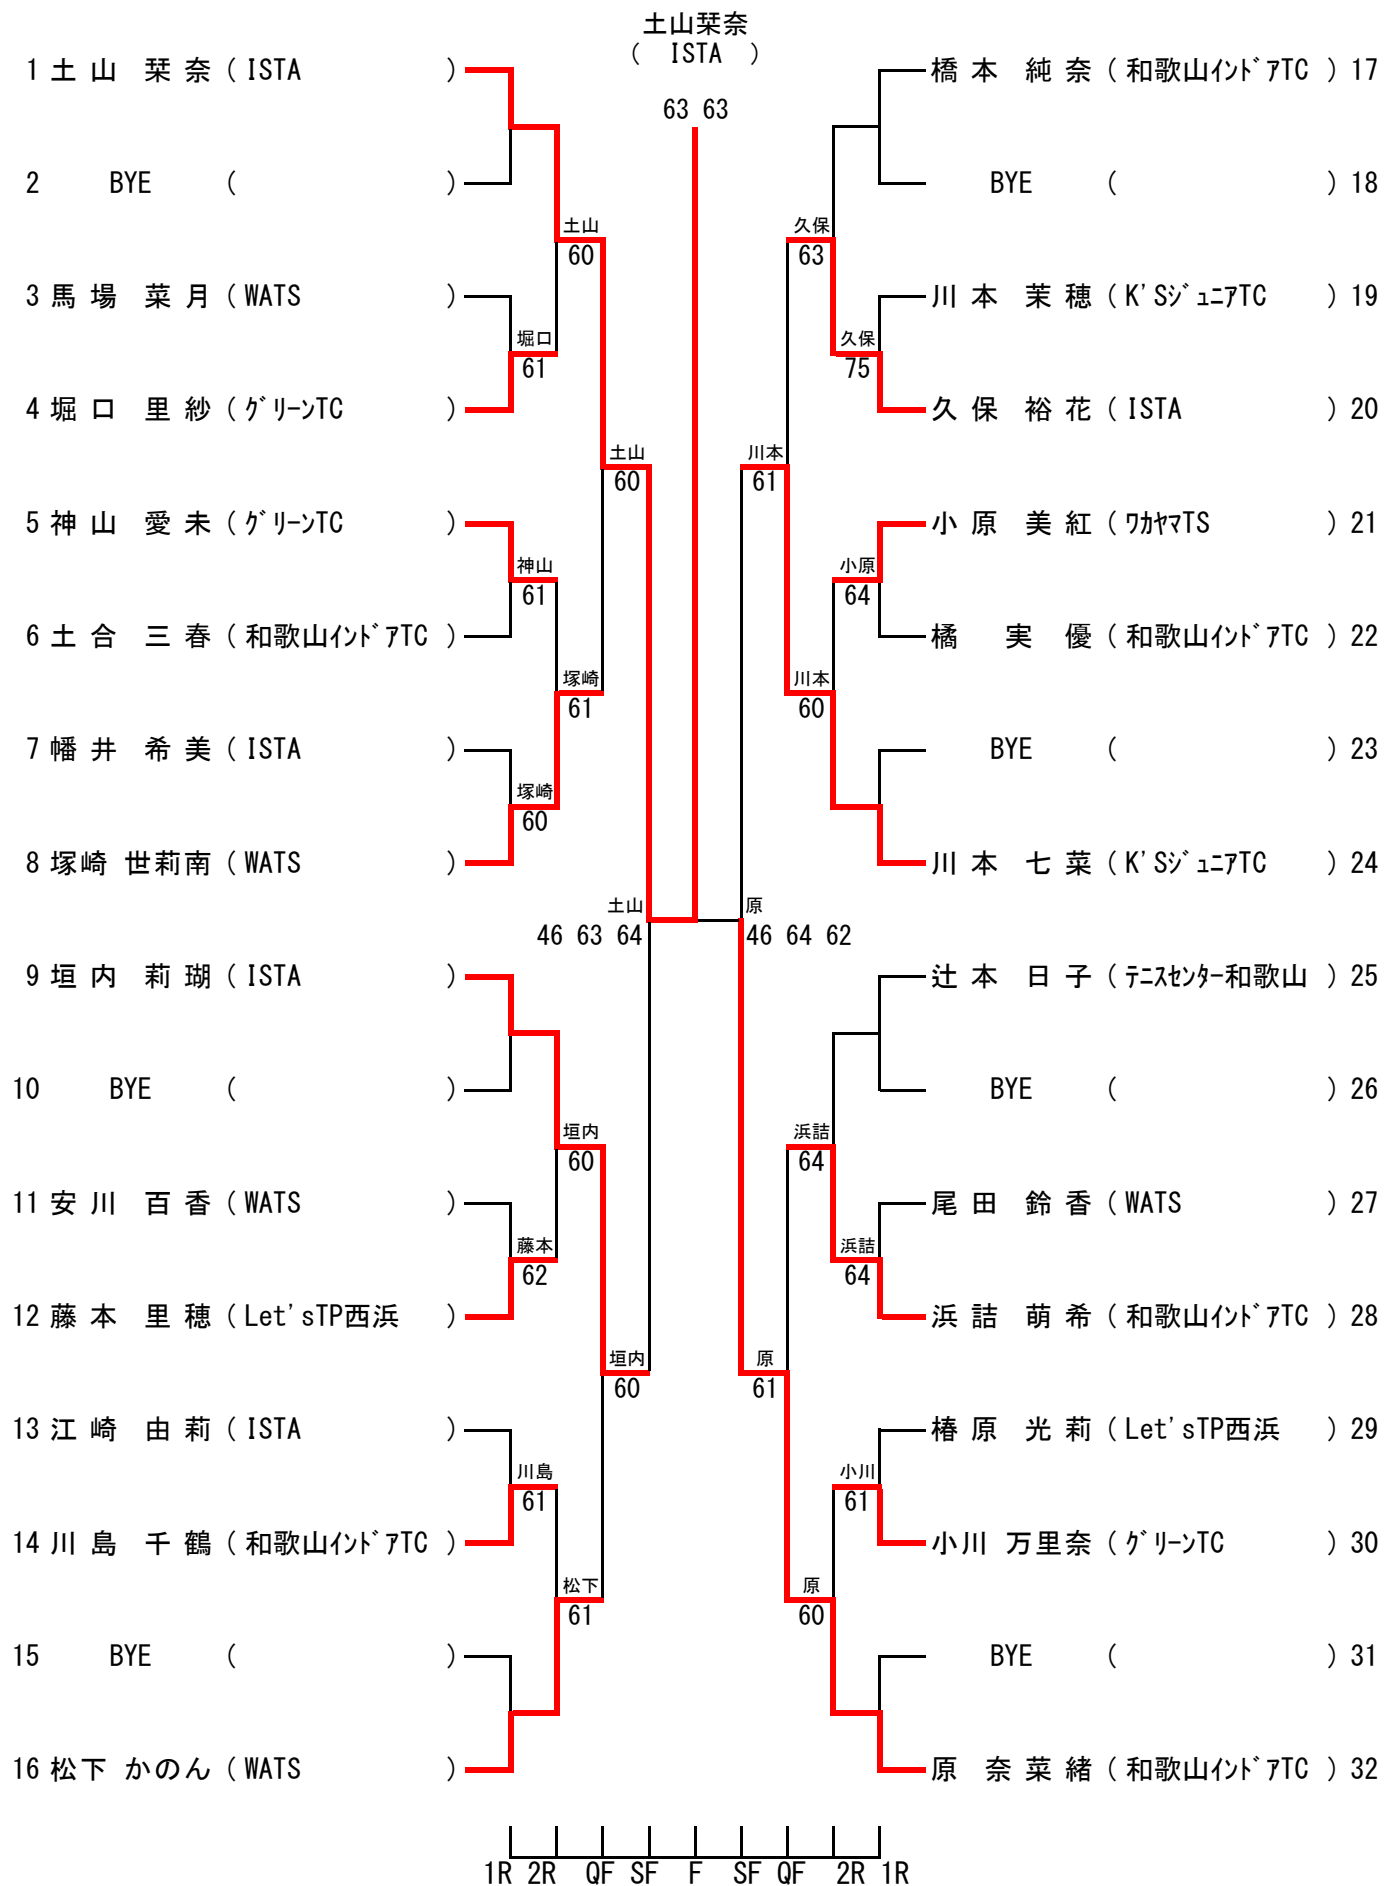 土山栞奈
( ISTA )
63 63
1 土山 栞奈 ( ISTA )
2 BYE ( )
土山
60
3 馬場 菜月 ( WATS )
堀口
61
4 堀口 里紗 ( グリーンTC )
土山
60
5 神山 愛未 ( グリーンTC )
神山
61
6 土合 三春 ( 和歌山インドアTC )
塚崎
61
7 幡井 希美 ( ISTA )
塚崎
60
8 塚崎 世莉南 ( WATS )
土山
46 63 64
9 垣内 莉瑚 ( ISTA )
10 BYE ( )
垣内
60
11 安川 百香 ( WATS )
藤本
62
12 藤本 里穂 ( Let'sTP西浜 )
垣内
60
13 江崎 由莉 ( ISTA )
川島
61
14 川島 千鶴 ( 和歌山インドアTC )
松下
61
15 BYE ( )
16 松下 かのん ( WATS )
橋本 純奈 ( 和歌山インドアTC ) 17
BYE ( ) 18
久保
63
川本 茉穂 ( K'SジュニアTC ) 19
久保
75
久保 裕花 ( ISTA ) 20
川本
61
小原 美紅 ( ワカヤマTS ) 21
小原
64
橘 実優 ( 和歌山インドアTC ) 22
川本
60
BYE ( ) 23
川本 七菜 ( K'SジュニアTC ) 24
原
46 64 62
辻本 日子 ( テニスセンター和歌山 ) 25
BYE ( ) 26
浜詰
64
尾田 鈴香 ( WATS ) 27
浜詰
64
浜詰 萌希 ( 和歌山インドアTC ) 28
原
61
椿原 光莉 ( Let'sTP西浜 ) 29
小川
61
小川 万里奈 ( グリーンTC ) 30
原
60
BYE ( ) 31
原 奈菜緒 ( 和歌山インドアTC ) 32
1R 2R QF SF F SF QF 2R 1R